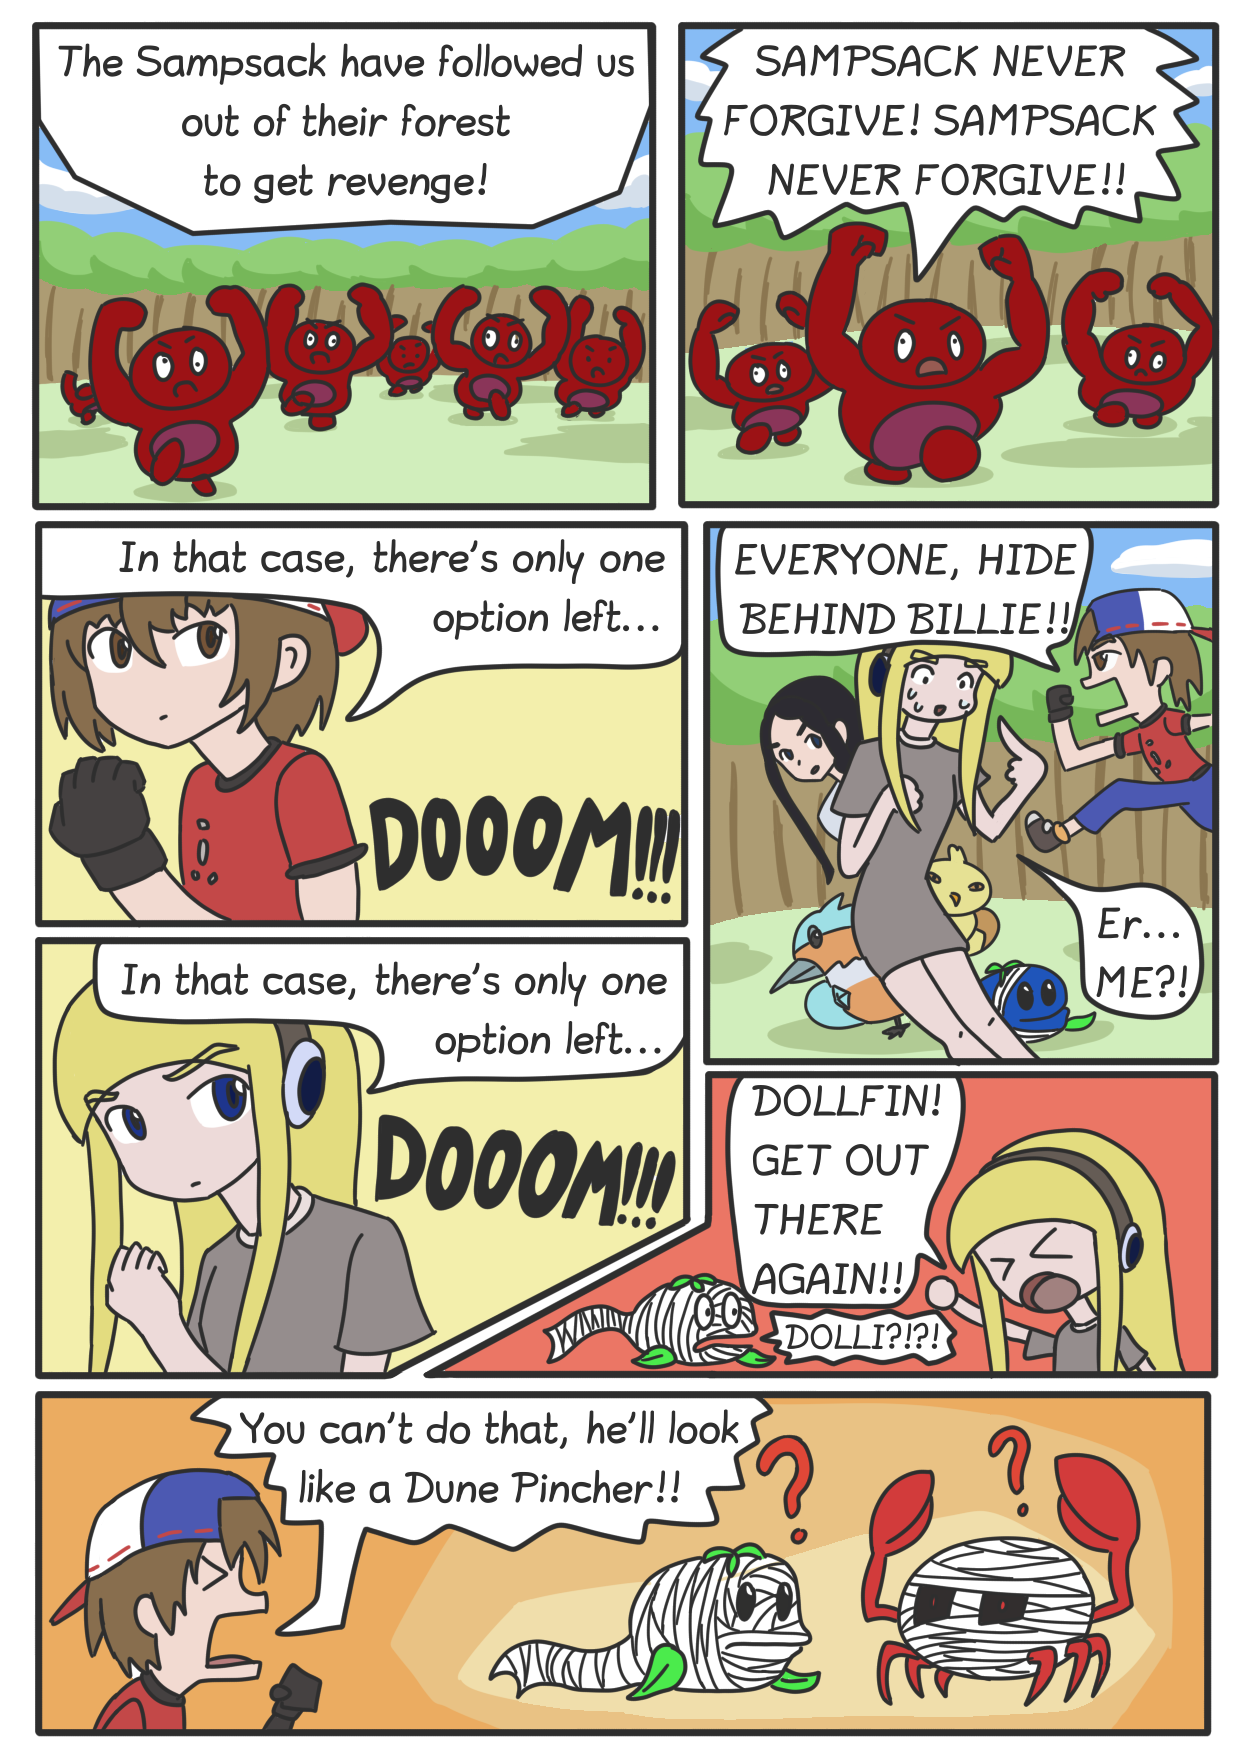 The Sampsack have followed us
out of their forest
to get revenge!
SAMPSACK NEVER
FORGIVE! SAMPSACK
NEVER FORGIVE!!
In that case, there's only one
option left...
DOOOM!!!
EVERYONE, HIDE
BEHIND BILLIE!!
Er...
ME?!
In that case, there's only one
option left...
DOOOM!!!
DOLLFIN!
GET OUT
THERE
AGAIN!!
DOLLI?!?!
You can't do that, he'll look
like a Dune Pincher!!
?
?